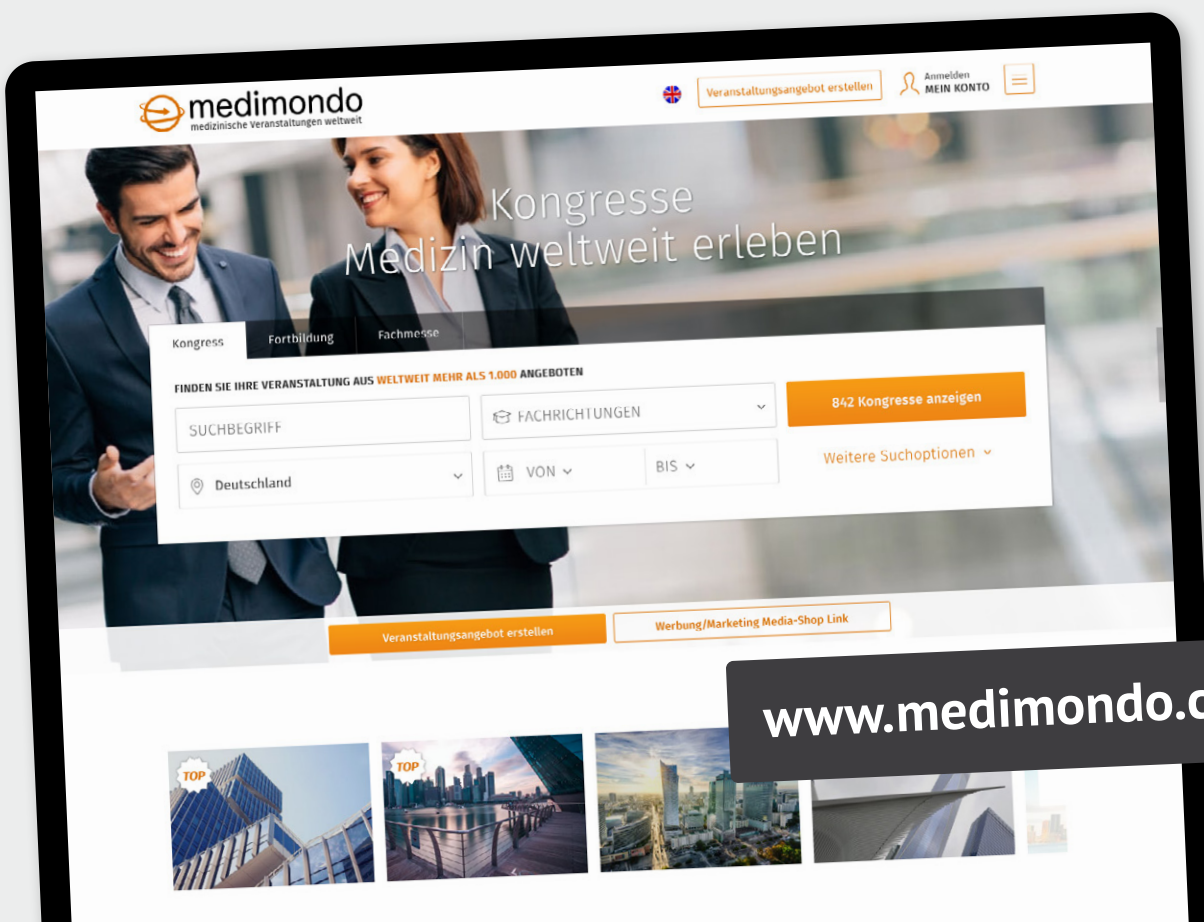 medimondo
medizinische Veranstaltungen weltweit
Veranstaltungsangebot erstellen
Anmelden
MEIN KONTO
Kongresse
Medizin weltweit erleben
Kongress
Fortbildung
Fachmesse
FINDEN SIE IHRE VERANSTALTUNG AUS WELTWEIT MEHR ALS 1.000 ANGEBOTEN
SUCHBEGRIFF
FACHRICHTUNGEN
842 Kongresse anzeigen
Deutschland
VON
BIS
Weitere Suchoptionen
Veranstaltungsangebot erstellen
Werbung/Marketing Media-Shop Link
www.medimondo.c
TOP
TOP